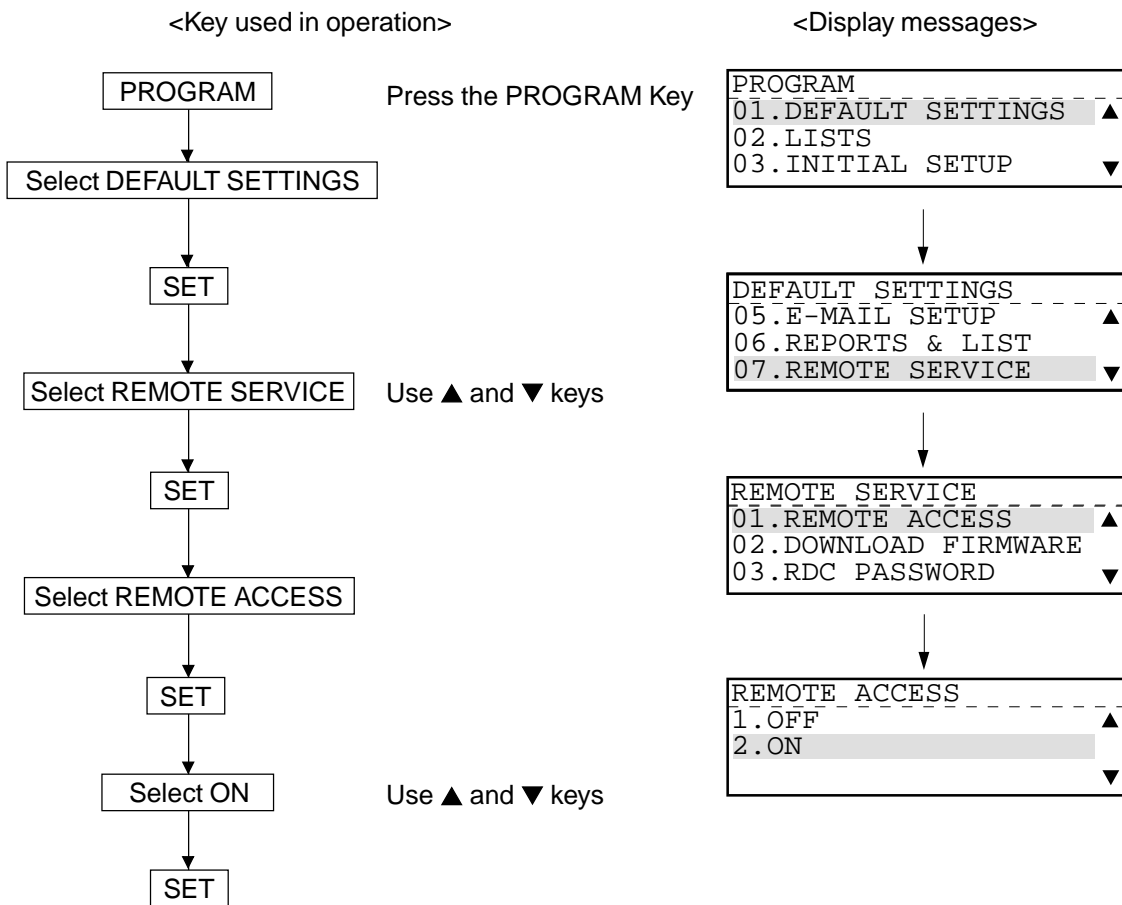 <Key used in operation>
<Display messages>
PROGRAM
Press the PROGRAM Key
Select DEFAULT SETTINGS
SET
Select REMOTE SERVICE
Use ▲ and ▼ keys
SET
Select REMOTE ACCESS
SET
Select ON
Use ▲ and ▼ keys
SET
PROGRAM
01.DEFAULT SETTINGS ▲
02.LISTS
03.INITIAL SETUP ▼
DEFAULT SETTINGS
05.E-MAIL SETUP ▲
06.REPORTS & LIST
07.REMOTE SERVICE ▼
REMOTE SERVICE
01.REMOTE ACCESS ▲
02.DOWNLOAD FIRMWARE
03.RDC PASSWORD ▼
REMOTE ACCESS
1.OFF ▲
2.ON
▼